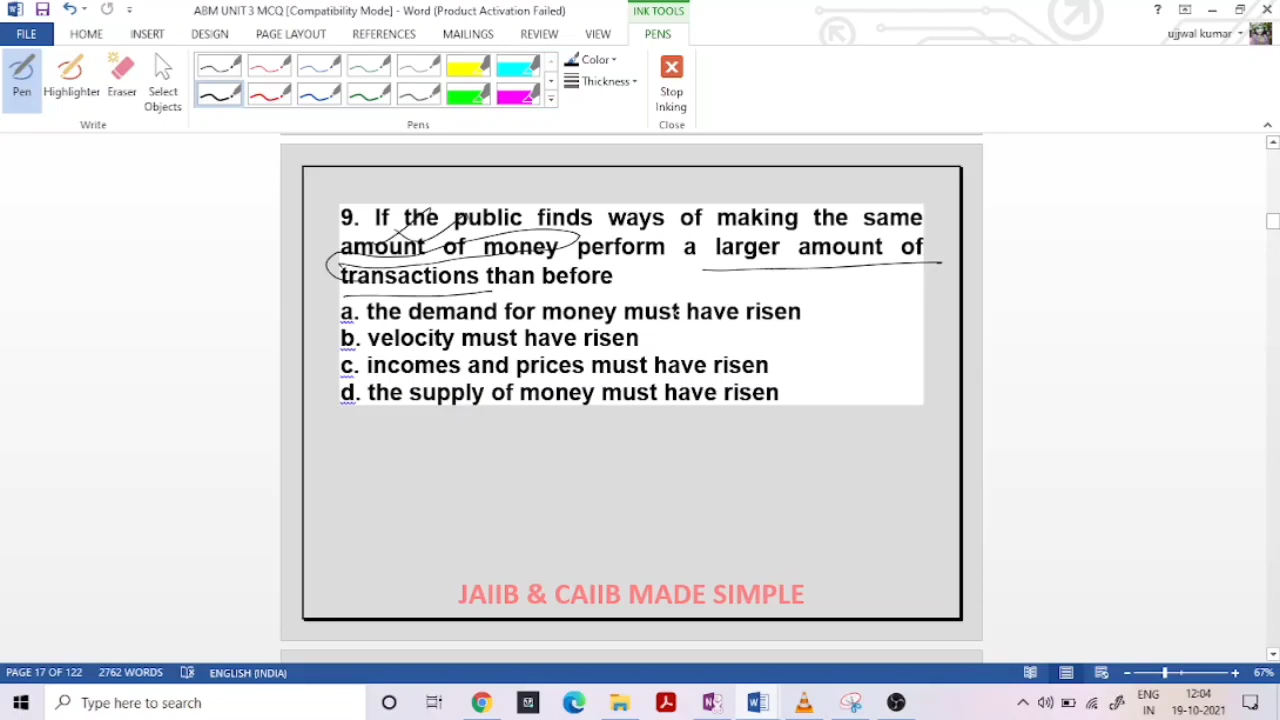 ABM UNIT 3 MCQ [Compatibility Mode] - Word (Product Activation Failed)
INK TOOLS
?
FILE HOME INSERT DESIGN PAGE LAYOUT REFERENCES MAILINGS REVIEW VIEW PENS
ujjwal kumar
Pen Highlighter Eraser Select Objects
Color
Thickness
Stop Inking
Write Pens Close
9. If the public finds ways of making the same
amount of money perform a larger amount of
transactions than before
a. the demand for money must have risen
b. velocity must have risen
c. incomes and prices must have risen
d. the supply of money must have risen
JAIIB & CAIIB MADE SIMPLE
PAGE 17 OF 122 2762 WORDS ENGLISH (INDIA) 67%
Type here to search
ENG 12:04
IN 19-10-2021